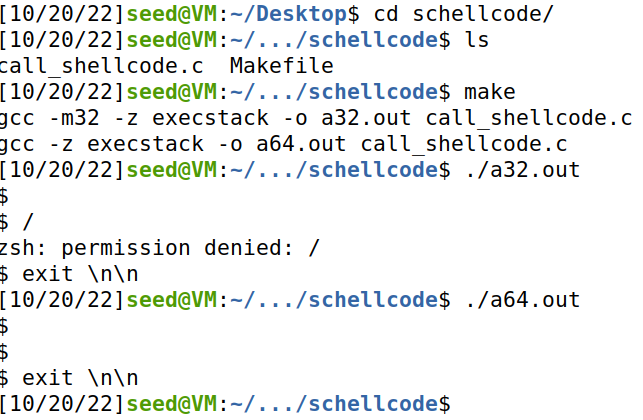 [10/20/22]seed@VM:~/Desktop$ cd schellcode/
[10/20/22]seed@VM:~/.../schellcode$ ls
call_shellcode.c  Makefile
[10/20/22]seed@VM:~/.../schellcode$ make
gcc -m32 -z execstack -o a32.out call_shellcode.c
gcc -z execstack -o a64.out call_shellcode.c
[10/20/22]seed@VM:~/.../schellcode$ ./a32.out
$
$ /
zsh: permission denied: /
$ exit \n\n
[10/20/22]seed@VM:~/.../schellcode$ ./a64.out
$
$
$ exit \n\n
[10/20/22]seed@VM:~/.../schellcode$